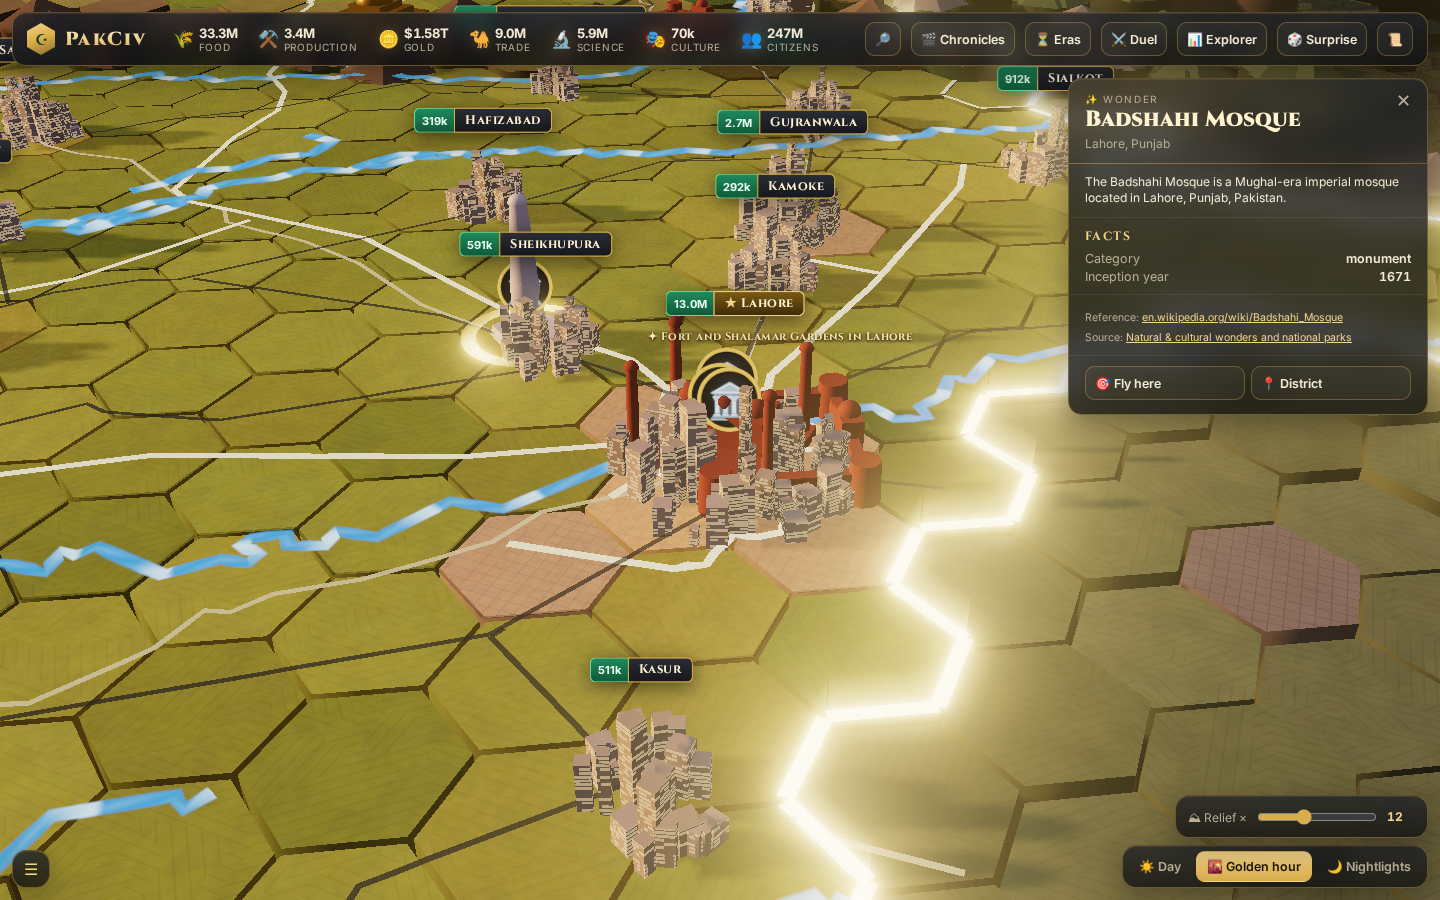 PakCiv
33.3M
FOOD
3.4M
PRODUCTION
$1.58T
GOLD
9.0M
TRADE
5.9M
SCIENCE
70k
CULTURE
247M
CITIZENS
Chronicles
Eras
Duel
Explorer
Surprise
912k Sialkot
319k Hafizabad
2.7M Gujranwala
292k Kamoke
591k Sheikhupura
13.0M ★ Lahore
✦ Fort and Shalamar Gardens in Lahore
511k Kasur
✨ WONDER
Badshahi Mosque
Lahore, Punjab
The Badshahi Mosque is a Mughal-era imperial mosque
located in Lahore, Punjab, Pakistan.
FACTS
Category monument
Inception year 1671
Reference: en.wikipedia.org/wiki/Badshahi_Mosque
Source: Natural & cultural wonders and national parks
Fly here
District
Relief × 12
Day
Golden hour
Nightlights